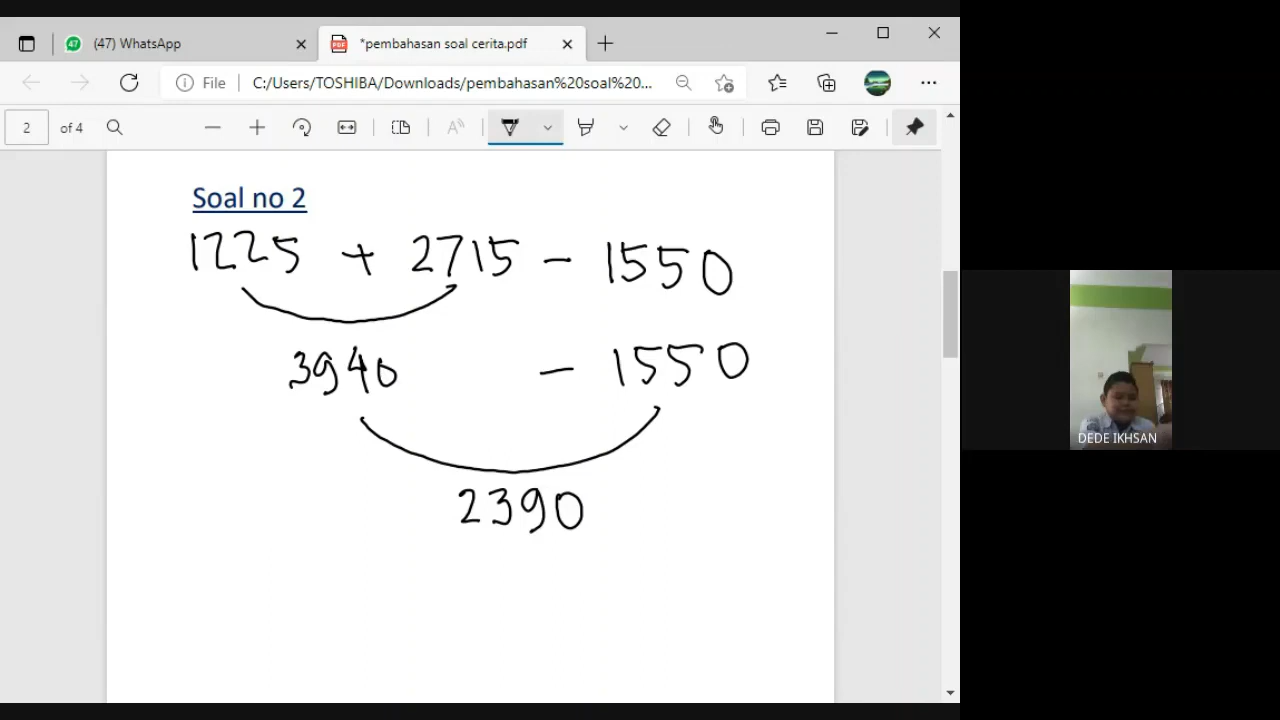 (47) WhatsApp
*pembahasan soal cerita.pdf
File C:/Users/TOSHIBA/Downloads/pembahasan%20soal%20...
2 of 4
Soal no 2
1225 + 2715 - 1550
3940 - 1550
2390
DEDE IKHSAN